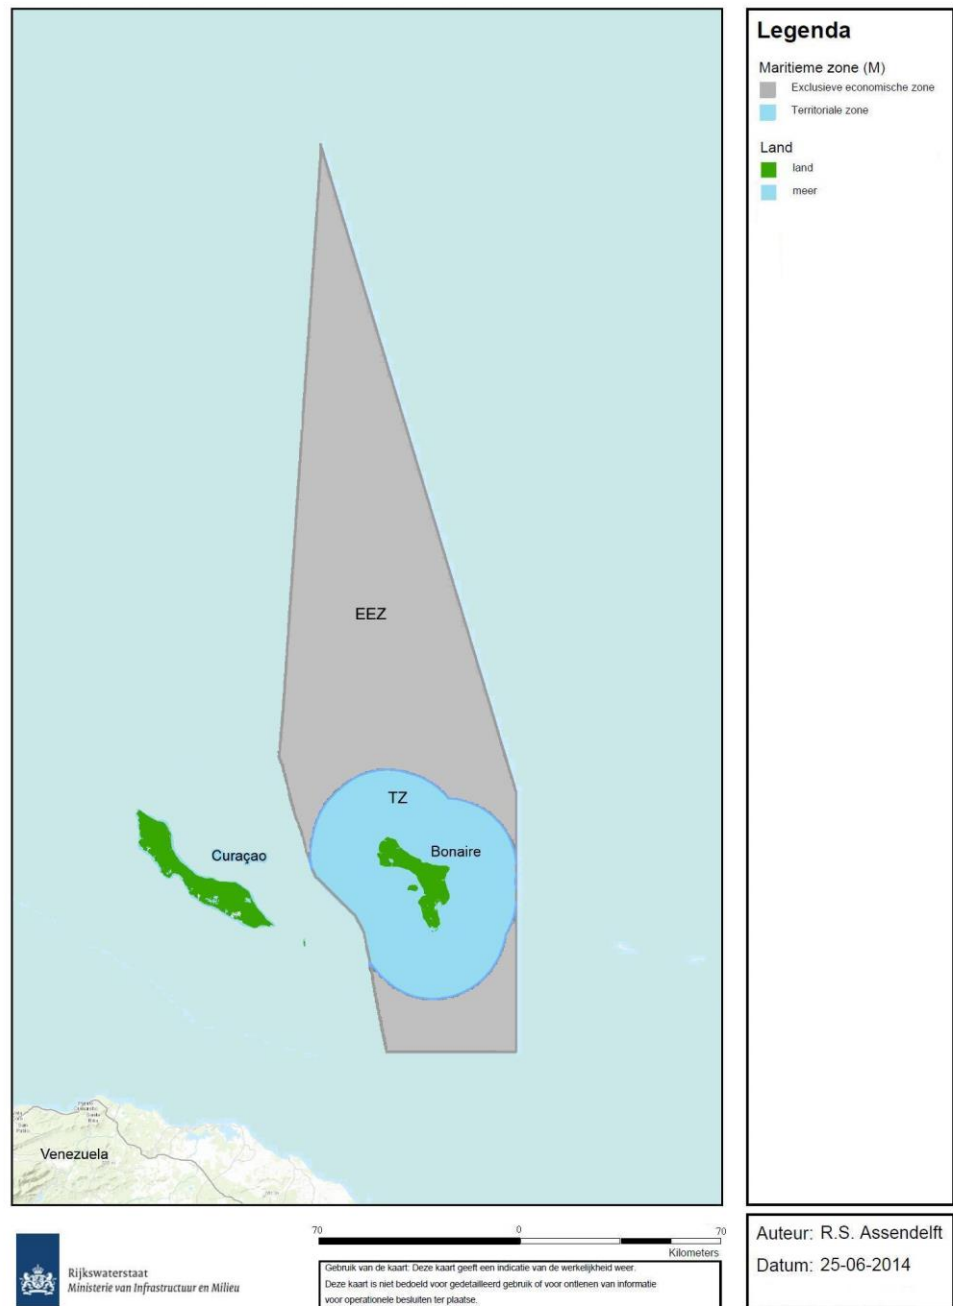 Legenda
Maritieme zone (M)
Exclusieve economische zone
Territoriale zone
Land
land
meer
EEZ
TZ
Bonaire
Curaçao
Venezuela
70 0 70
Kilometers
Rijkswaterstaat
Ministerie van Infrastructuur en Milieu
Gebruik van de kaart: Deze kaart geeft een indicatie van de werkelijkheid weer.
Deze kaart is niet bedoeld voor gedetailleerd gebruik of voor ontlenen van informatie
voor operationele besluiten ter plaatse.
Auteur: R.S. Assendelft
Datum: 25-06-2014